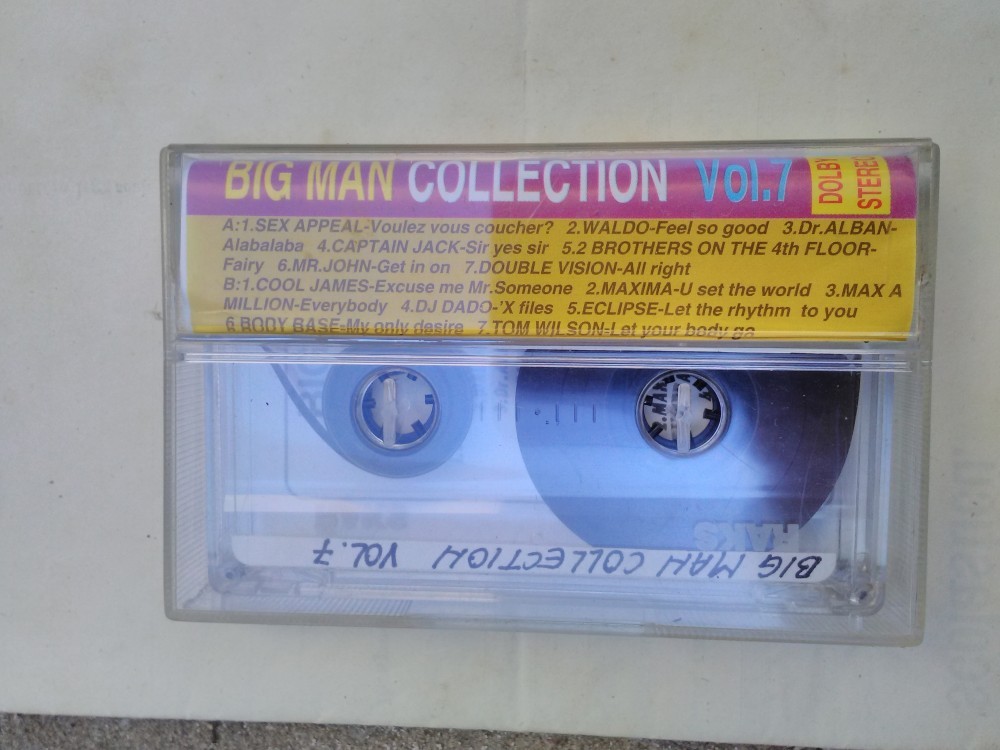 BIG MAN COLLECTION Vol.7 DOLBY STEREO
A:1.SEX APPEAL-Voulez vous coucher? 2.WALDO-Feel so good 3.Dr.ALBAN-
Alabalaba 4.CAPTAIN JACK-Sir yes sir 5.2 BROTHERS ON THE 4th FLOOR-
Fairy 6.MR.JOHN-Get in on 7.DOUBLE VISION-All right
B:1.COOL JAMES-Excuse me Mr.Someone 2.MAXIMA-U set the world 3.MAX A
MILLION-Everybody 4.DJ DADO-'X files 5.ECLIPSE-Let the rhythm to you
6.BODY BASE-My only desire 7.TOM WILSON-Let your body go
RAKS
BIG MAN COLLECTION VOL.7